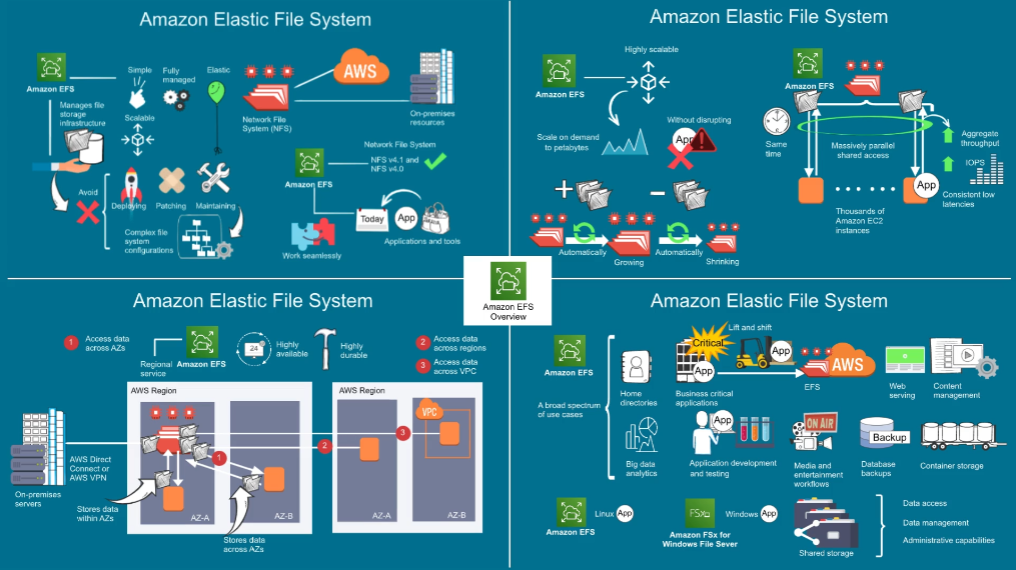 Amazon Elastic File System
Amazon EFS
Simple
Fully
managed
Elastic
Manages file
storage
infrastructure
Scalable
Network File
System (NFS)
AWS
On-premises
resources
Avoid
Deploying
Patching
Maintaining
Complex file
system
configurations
Network File System
Amazon EFS
NFS v4.1 and
NFS v4.0
Today
App
Applications and tools
Work seamlessly
Amazon Elastic File System
Amazon EFS
Highly scalable
Scale on demand
to petabytes
Without disrupting
App
Automatically
Growing
Automatically
Shrinking
Amazon EFS
Same
time
Massively parallel
shared access
Aggregate
throughput
IOPS
Consistent low
latencies
App
Thousands of
Amazon EC2
instances
Amazon EFS
Overview
Amazon Elastic File System
1
Access data
across AZs
Regional
service
Amazon EFS
24
Highly
available
Highly
durable
2
Access data
across regions
3
Access data
across VPC
AWS Region
AWS Region
VPC
On-premises
servers
AWS Direct
Connect or
AWS VPN
Stores data
within AZs
1
2
3
AZ-A
AZ-B
AZ-A
AZ-B
Stores data
across AZs
Amazon Elastic File System
Amazon EFS
A broad spectrum
of use cases
Home
directories
Critical
App
Business critical
applications
Lift and shift
App
EFS
AWS
Web
serving
Content
management
Big data
analytics
App
Application development
and testing
ON AIR
Media and
entertainment
workflows
Backup
Database
backups
Container storage
Amazon EFS
Linux
App
FSx
Amazon FSx for
Windows File Sever
Windows
App
Shared storage
Data access
Data management
Administrative capabilities